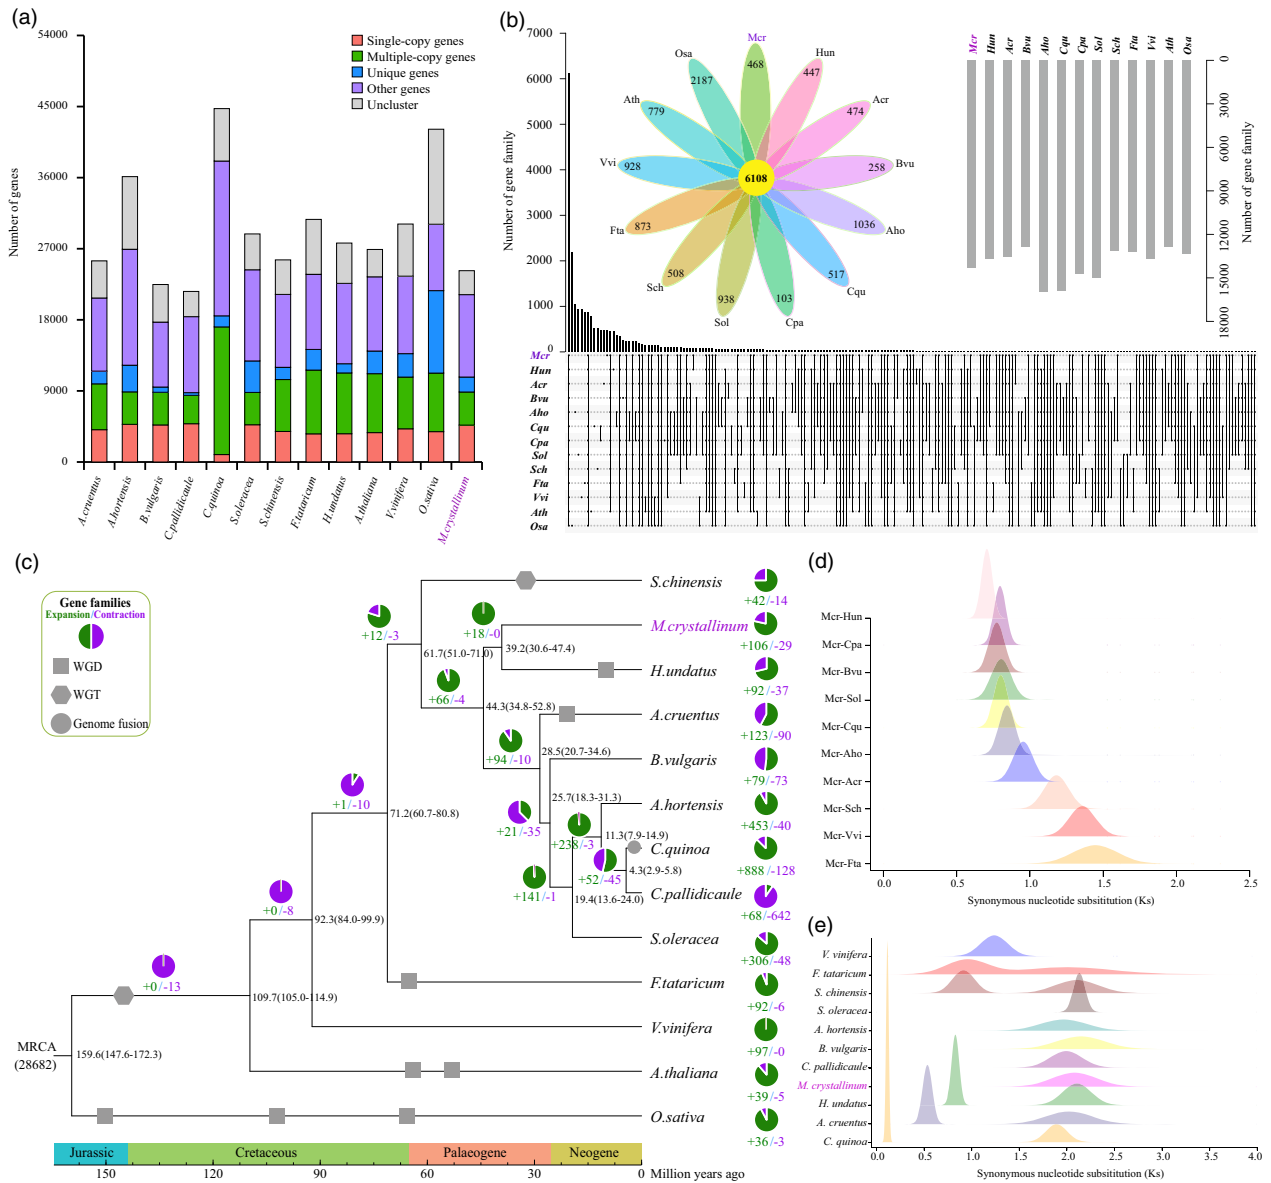 (a)
54000
45000
36000
27000
18000
9000
0
Number of genes
Single-copy genes
Multiple-copy genes
Unique genes
Other genes
Uncluster
A.cruentus
A.hortensis
B.vulgaris
C.pallidicaule
C.quinoa
S.oleracea
S.chinensis
F.tataricum
H.undatus
A.thaliana
V.vinifera
O.sativa
M.crystallinum
(b)
7000
6000
5000
4000
3000
2000
1000
0
Number of gene family
Mcr
468
Hun
447
Acr
474
Bvu
258
Aho
1036
Cqu
517
Cpa
103
Sol
938
Sch
508
Fta
873
Vvi
928
Ath
779
Osa
2187
6108
Mcr Hun Acr Bvu Aho Cqu Cpa Sol Sch Fta Vvi Ath Osa
0
3000
6000
9000
12000
15000
18000
Number of gene family
Mcr
Hun
Acr
Bvu
Aho
Cqu
Cpa
Sol
Sch
Fta
Vvi
Ath
Osa
(c)
Gene families
Expansion/Contraction
WGD
WGT
Genome fusion
S.chinensis
+42/-14
M.crystallinum
+106/-29
H.undatus
+92/-37
A.cruentus
+123/-90
B.vulgaris
+79/-73
A.hortensis
+453/-40
C.quinoa
+888/-128
C.pallidicaule
+68/-642
S.oleracea
+306/-48
F.tataricum
+92/-6
V.vinifera
+97/-0
A.thaliana
+39/-5
O.sativa
+36/-3
+12/-3
+18/-0
61.7(51.0-71.0)
39.2(30.6-47.4)
+66/-4
44.3(34.8-52.8)
+94/-10
28.5(20.7-34.6)
+1/-10
71.2(60.7-80.8)
25.7(18.3-31.3)
+21/-35
+238/-3
11.3(7.9-14.9)
4.3(2.9-5.8)
+52/-45
+141/-1
19.4(13.6-24.0)
+0/-8
92.3(84.0-99.9)
+0/-13
109.7(105.0-114.9)
MRCA
(28682)
159.6(147.6-172.3)
Jurassic
Cretaceous
Palaeogene
Neogene
150
120
90
60
30
0
Million years ago
(d)
Mcr-Hun
Mcr-Cpa
Mcr-Bvu
Mcr-Sol
Mcr-Cqu
Mcr-Aho
Mcr-Acr
Mcr-Sch
Mcr-Vvi
Mcr-Fta
0.0
0.5
1.0
1.5
2.0
2.5
Synonymous nucleotide subsititution (Ks)
(e)
V. vinifera
F. tataricum
S. chinensis
S. oleracea
A. hortensis
B. vulgaris
C. pallidicaule
M. crystallinum
H. undatus
A. cruentus
C. quinoa
0.0
0.5
1.0
1.5
2.0
2.5
3.0
3.5
4.0
Synonymous nucleotide subsititution (Ks)